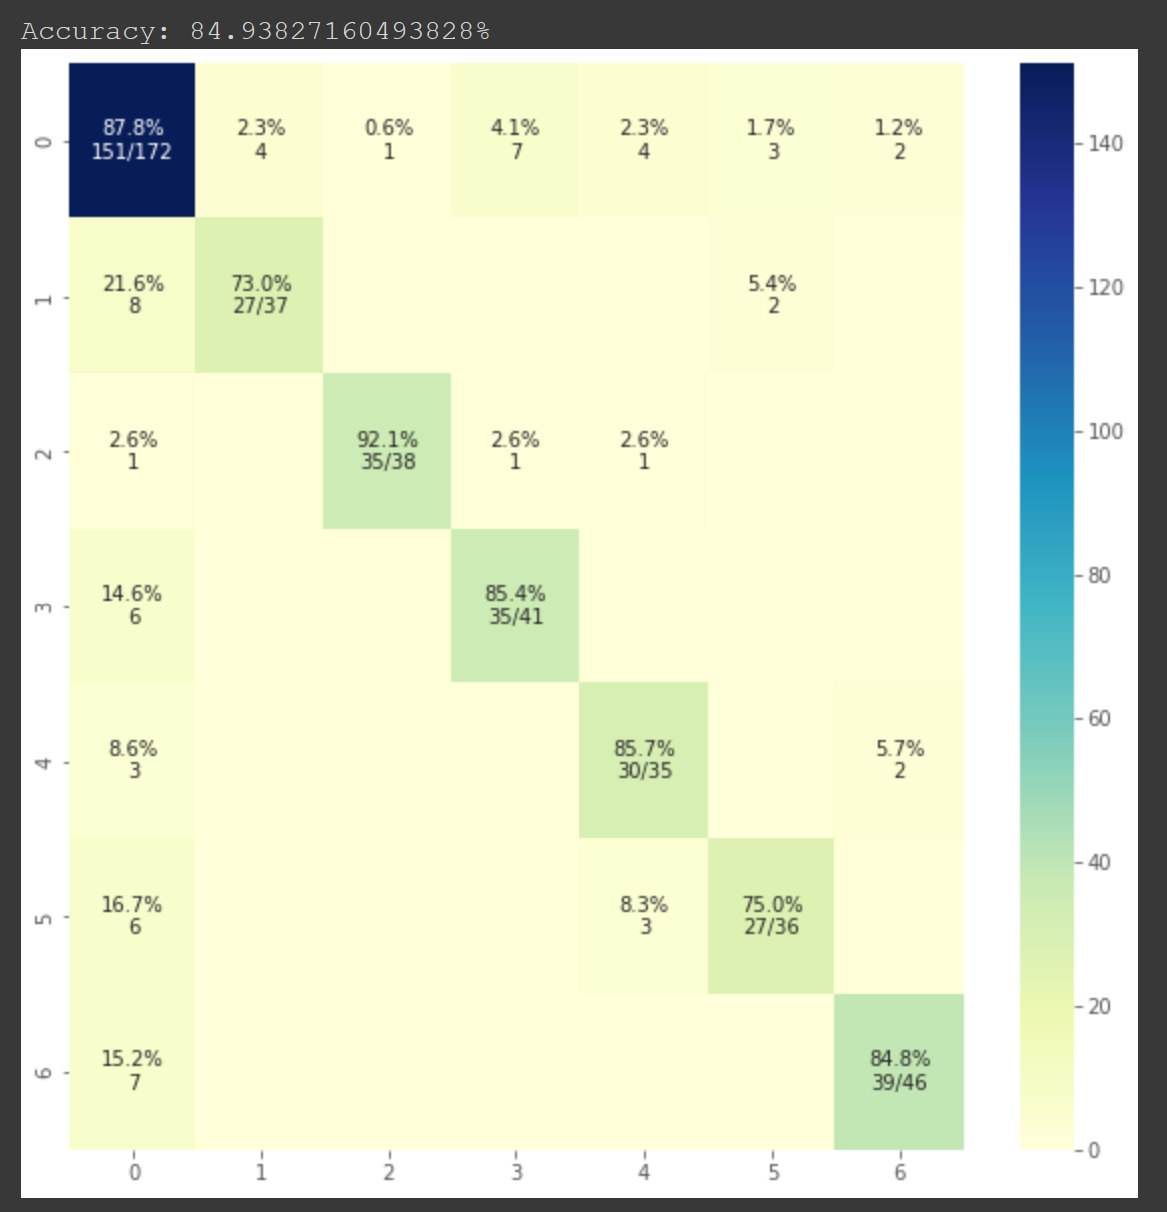 Accuracy: 84.93827160493828%
87.8% 2.3% 0.6% 4.1% 2.3% 1.7% 1.2%
0 151/172 4 1 7 4 3 2 140
21.6% 73.0% 5.4% 120
1 8 27/37 2
2.6% 92.1% 2.6% 2.6% 100
2 1 35/38 1 1
80
14.6% 85.4%
3 6 35/41
60
8.6% 85.7% 5.7%
4 3 30/35 2
40
16.7% 8.3% 75.0%
5 6 3 27/36
20
15.2% 84.8%
6 7 39/46
0
0 1 2 3 4 5 6